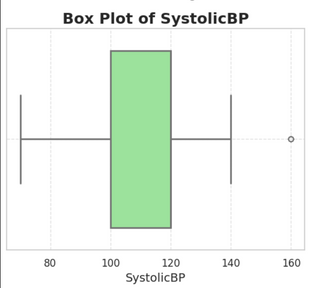 Box Plot of SystolicBP
80 100 120 140 160
SystolicBP